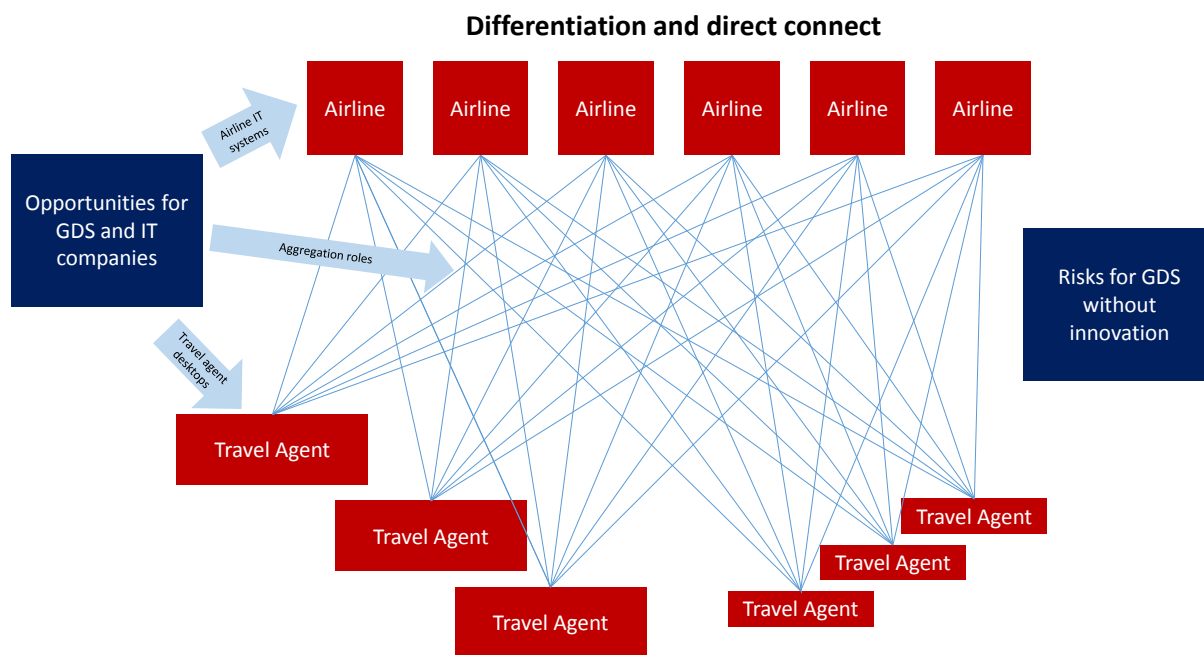 Differentiation and direct connect
Airline
Airline
Airline
Airline
Airline
Airline
Airline IT
systems
Opportunities for
GDS and IT
companies
Aggregation roles
Risks for GDS
without
innovation
Travel agent
desktops
Travel Agent
Travel Agent
Travel Agent
Travel Agent
Travel Agent
Travel Agent